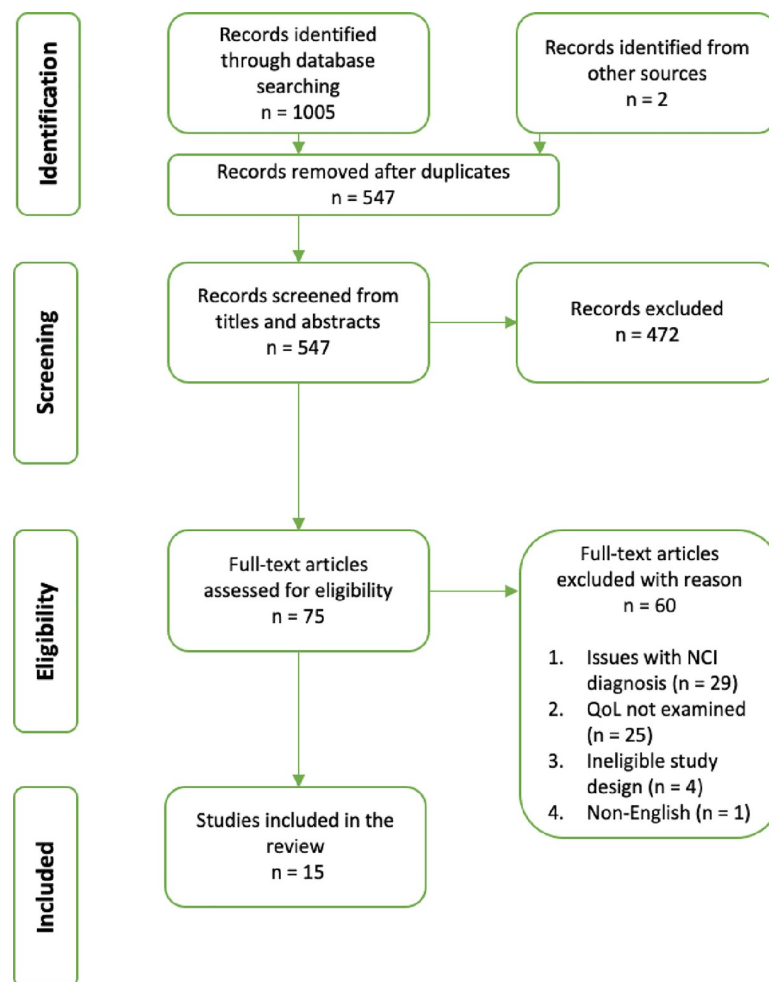 Identification
Records identified
through database
searching
n = 1005
Records identified from
other sources
n = 2
Records removed after duplicates
n = 547
Screening
Records screened from
titles and abstracts
n = 547
Records excluded
n = 472
Eligibility
Full-text articles
assessed for eligibility
n = 75
Full-text articles
excluded with reason
n = 60
1. Issues with NCI
diagnosis (n = 29)
2. QoL not examined
(n = 25)
3. Ineligible study
design (n = 4)
4. Non-English (n = 1)
Included
Studies included in the
review
n = 15